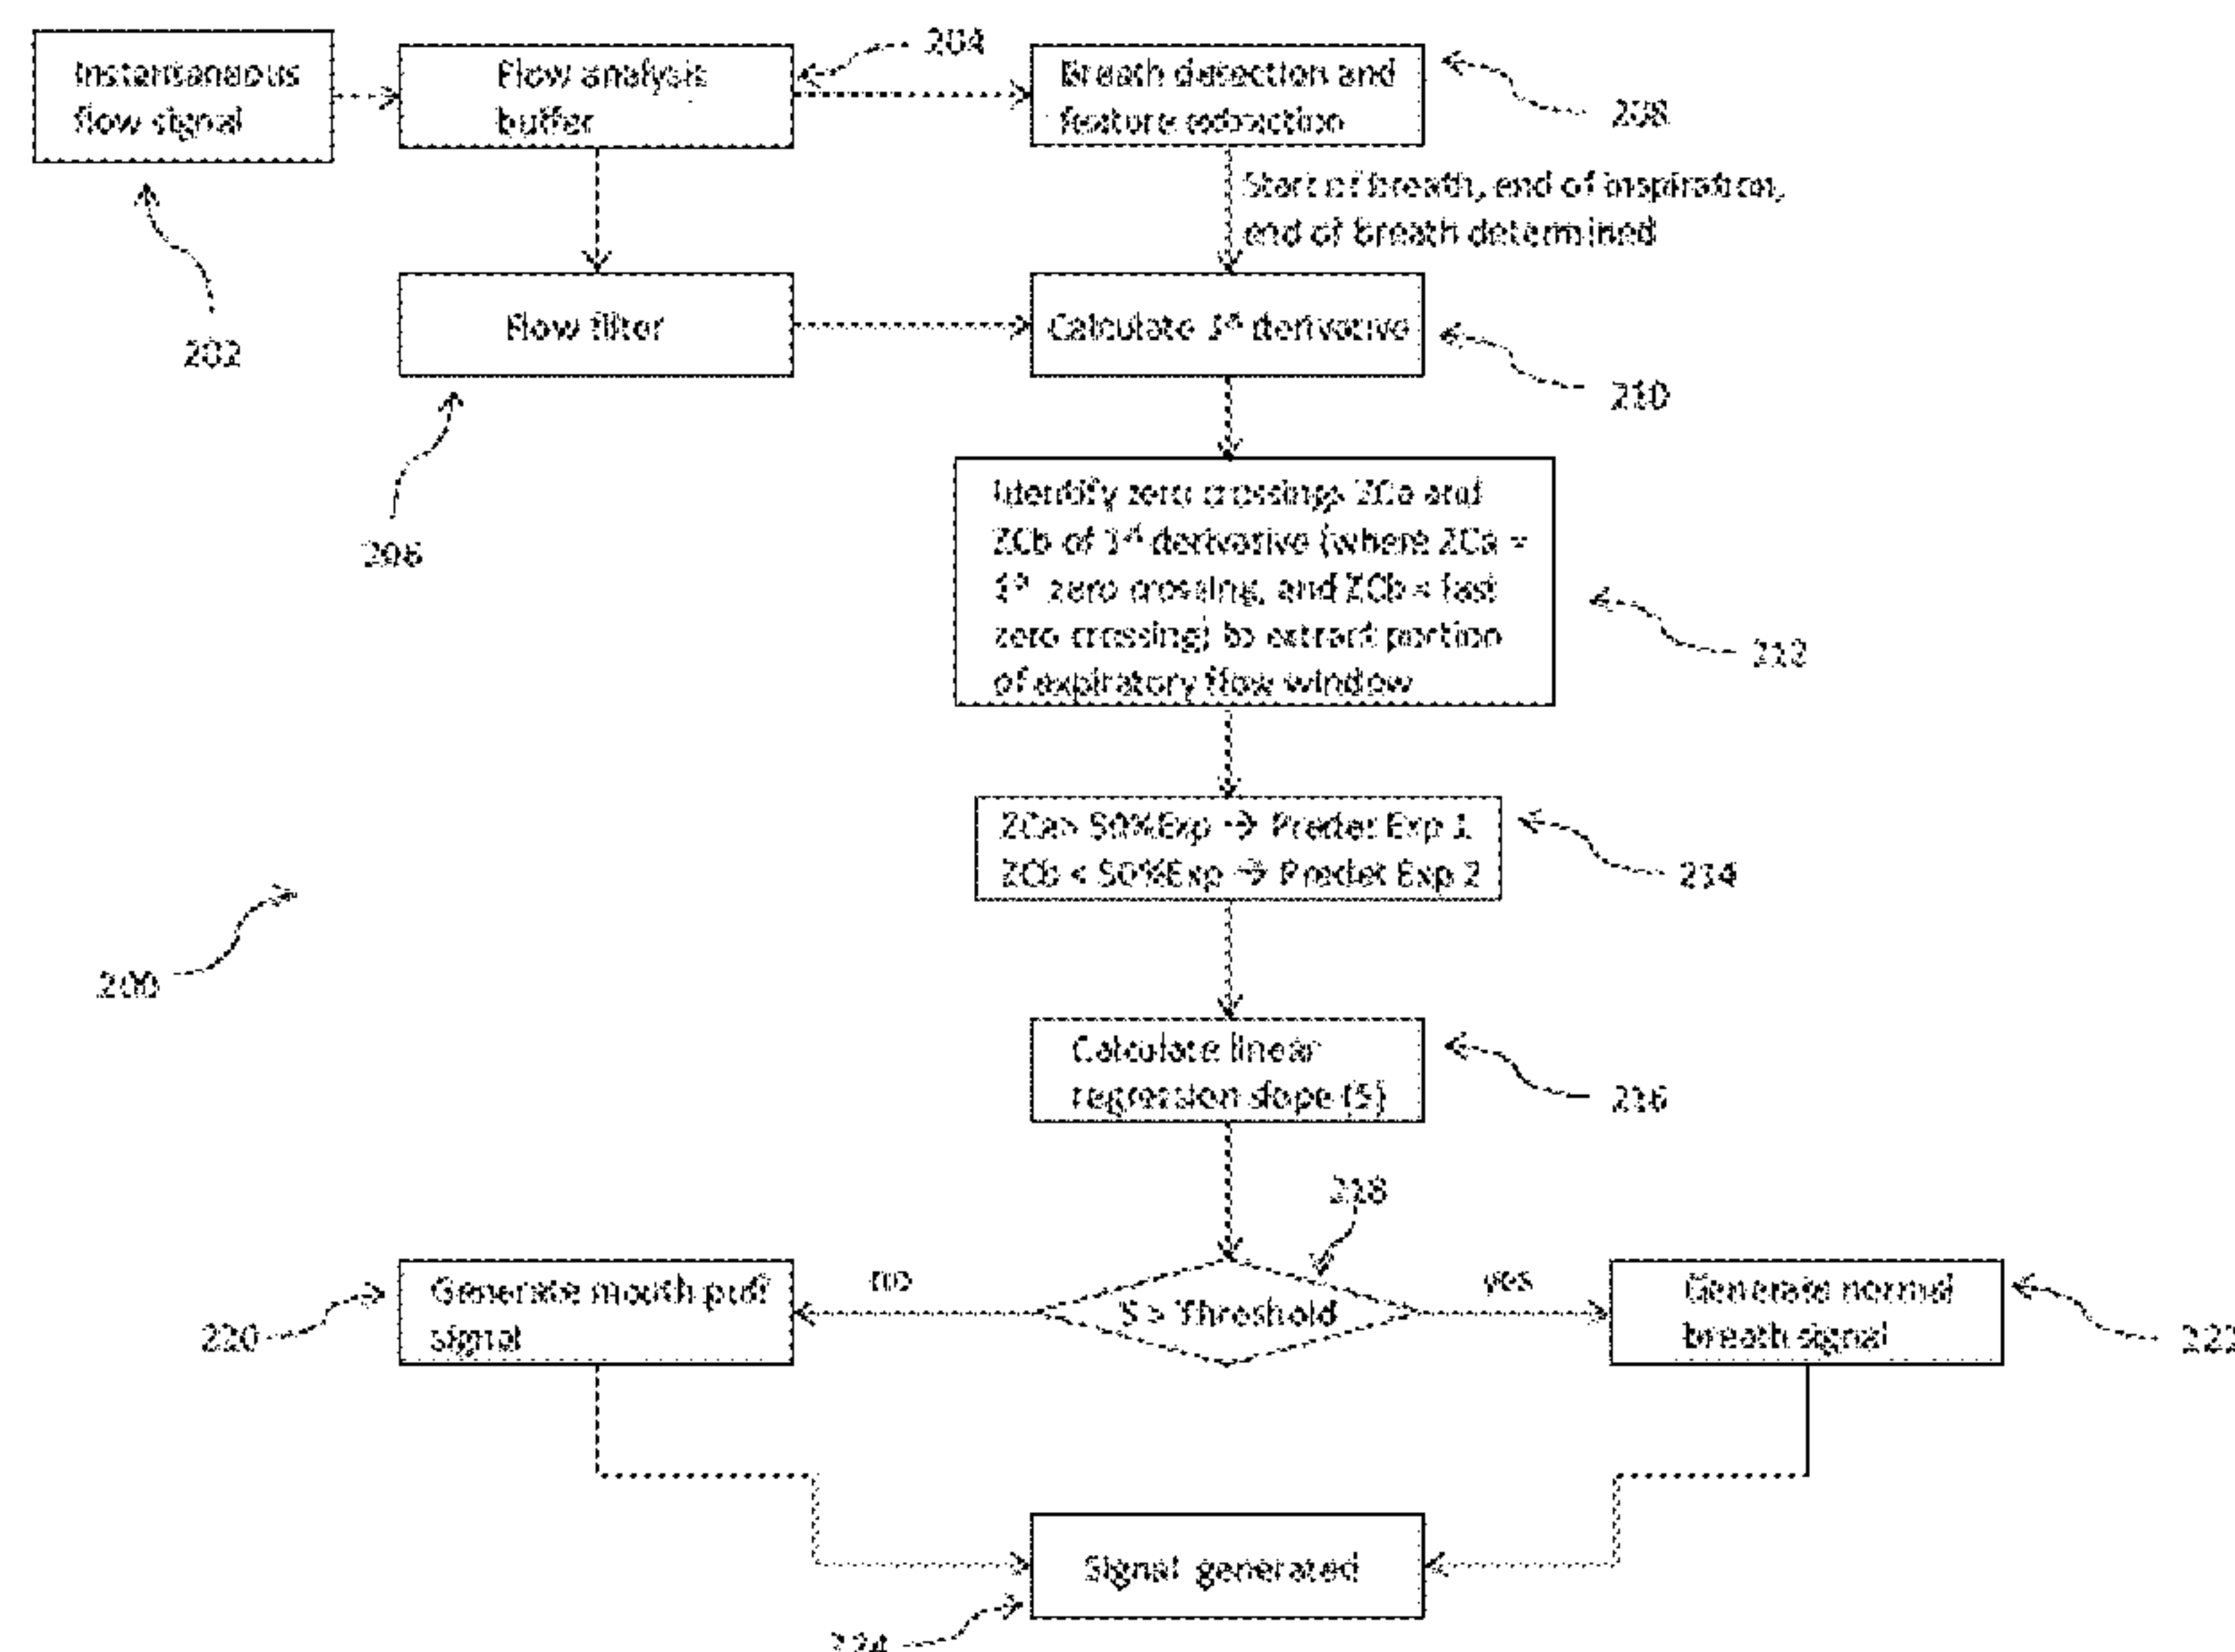 Instantaneous
flow signal
202
Flow analysis
buffer
204
Breath detection and
feature extraction
208
Start of breath, end of inspiration,
end of breath determined
Flow filter
206
Calculate 1st derivative
210
Identify zero crossings ZCa and
ZCb of 1st derivative (where ZCa =
1st zero crossing, and ZCb = last
zero crossing) to extract portion
of expiratory flow window
212
ZCa> 50%Exp → Predet Exp 1
ZCb < 50%Exp → Predet Exp 2
214
200
Calculate linear
regression slope (S)
216
218
S > Threshold
no
yes
Generate mouth puff
signal
220
Generate normal
breath signal
222
Signal generated
224